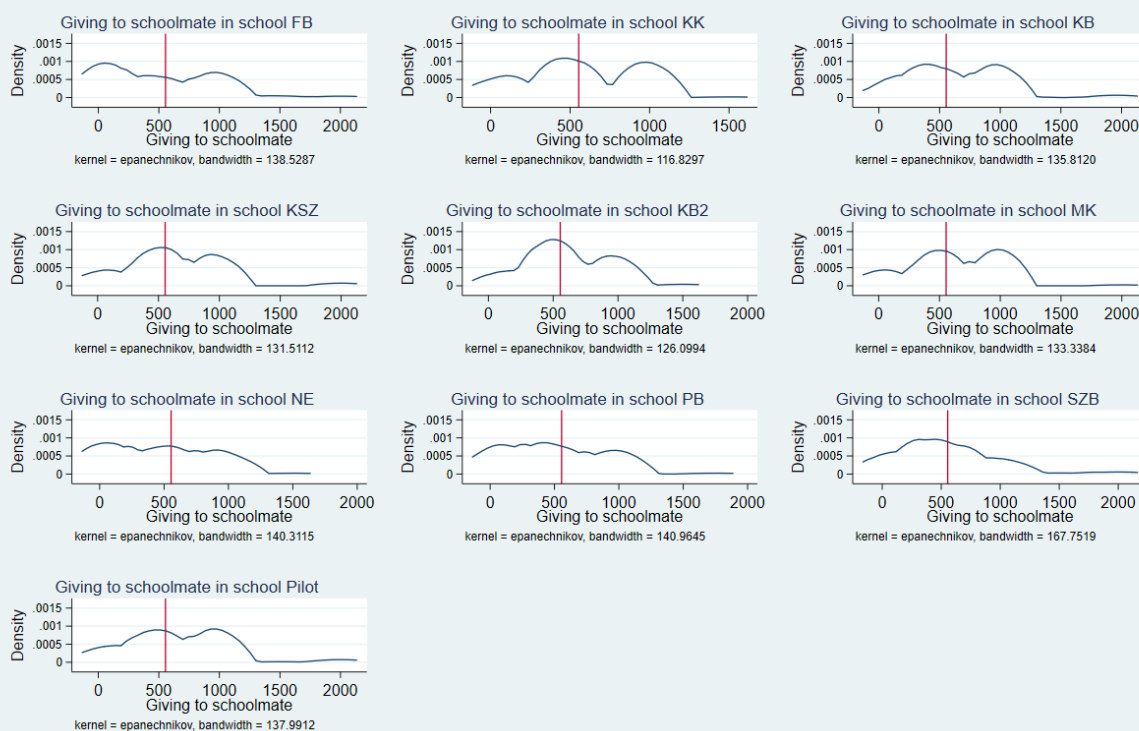 Giving to schoolmate in school FB
Density
.0015
.001
.0005
0
0 500 1000 1500 2000
Giving to schoolmate
kernel = epanechnikov, bandwidth = 138.5287
Giving to schoolmate in school KK
Density
.0015
.001
.0005
0
0 500 1000 1500
Giving to schoolmate
kernel = epanechnikov, bandwidth = 116.8297
Giving to schoolmate in school KB
Density
.0015
.001
.0005
0
0 500 1000 1500 2000
Giving to schoolmate
kernel = epanechnikov, bandwidth = 135.8120
Giving to schoolmate in school KSZ
Density
.0015
.001
.0005
0
0 500 1000 1500 2000
Giving to schoolmate
kernel = epanechnikov, bandwidth = 131.5112
Giving to schoolmate in school KB2
Density
.0015
.001
.0005
0
0 500 1000 1500 2000
Giving to schoolmate
kernel = epanechnikov, bandwidth = 126.0994
Giving to schoolmate in school MK
Density
.0015
.001
.0005
0
0 500 1000 1500 2000
Giving to schoolmate
kernel = epanechnikov, bandwidth = 133.3384
Giving to schoolmate in school NE
Density
.0015
.001
.0005
0
0 500 1000 1500 2000
Giving to schoolmate
kernel = epanechnikov, bandwidth = 140.3115
Giving to schoolmate in school PB
Density
.0015
.001
.0005
0
0 500 1000 1500 2000
Giving to schoolmate
kernel = epanechnikov, bandwidth = 140.9645
Giving to schoolmate in school SZB
Density
.0015
.001
.0005
0
0 500 1000 1500 2000
Giving to schoolmate
kernel = epanechnikov, bandwidth = 167.7519
Giving to schoolmate in school Pilot
Density
.0015
.001
.0005
0
0 500 1000 1500 2000
Giving to schoolmate
kernel = epanechnikov, bandwidth = 137.9912